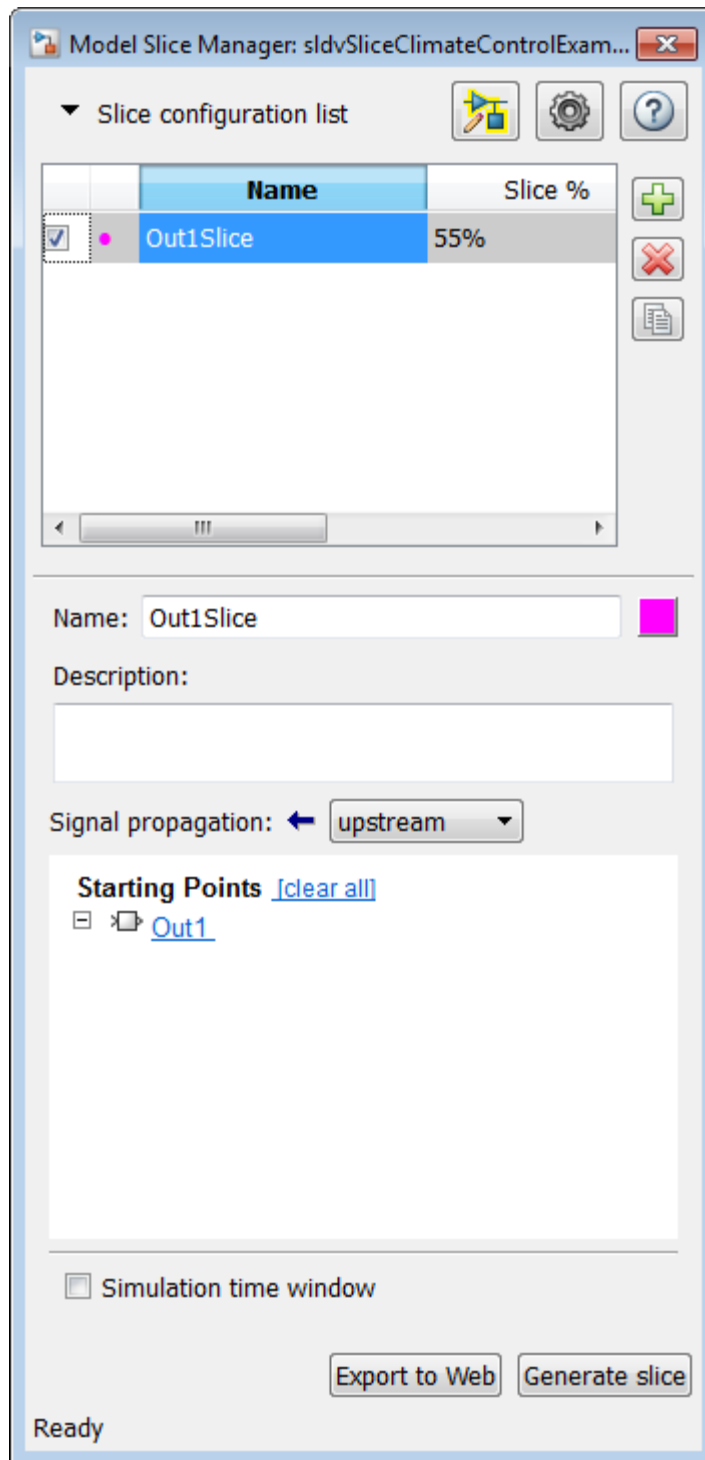 Model Slice Manager: sldvSliceClimateControlExam...
Slice configuration list
Name Slice %
Out1Slice 55%
Name: Out1Slice
Description:
Signal propagation: upstream
Starting Points [clear all]
Out1
Simulation time window
Export to Web Generate slice
Ready